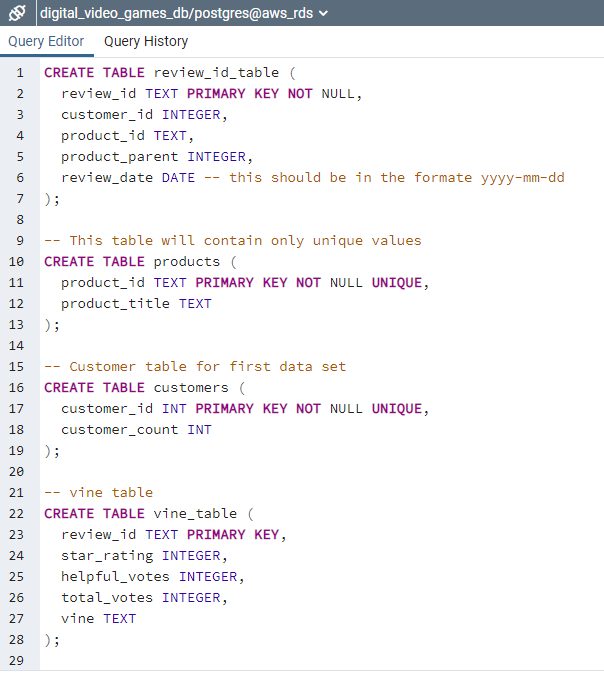 digital_video_games_db/postgres@aws_rds
Query Editor Query History
1 CREATE TABLE review_id_table (
2 review_id TEXT PRIMARY KEY NOT NULL,
3 customer_id INTEGER,
4 product_id TEXT,
5 product_parent INTEGER,
6 review_date DATE -- this should be in the formate yyyy-mm-dd
7 );
8
9 -- This table will contain only unique values
10 CREATE TABLE products (
11 product_id TEXT PRIMARY KEY NOT NULL UNIQUE,
12 product_title TEXT
13 );
14
15 -- Customer table for first data set
16 CREATE TABLE customers (
17 customer_id INT PRIMARY KEY NOT NULL UNIQUE,
18 customer_count INT
19 );
20
21 -- vine table
22 CREATE TABLE vine_table (
23 review_id TEXT PRIMARY KEY,
24 star_rating INTEGER,
25 helpful_votes INTEGER,
26 total_votes INTEGER,
27 vine TEXT
28 );
29